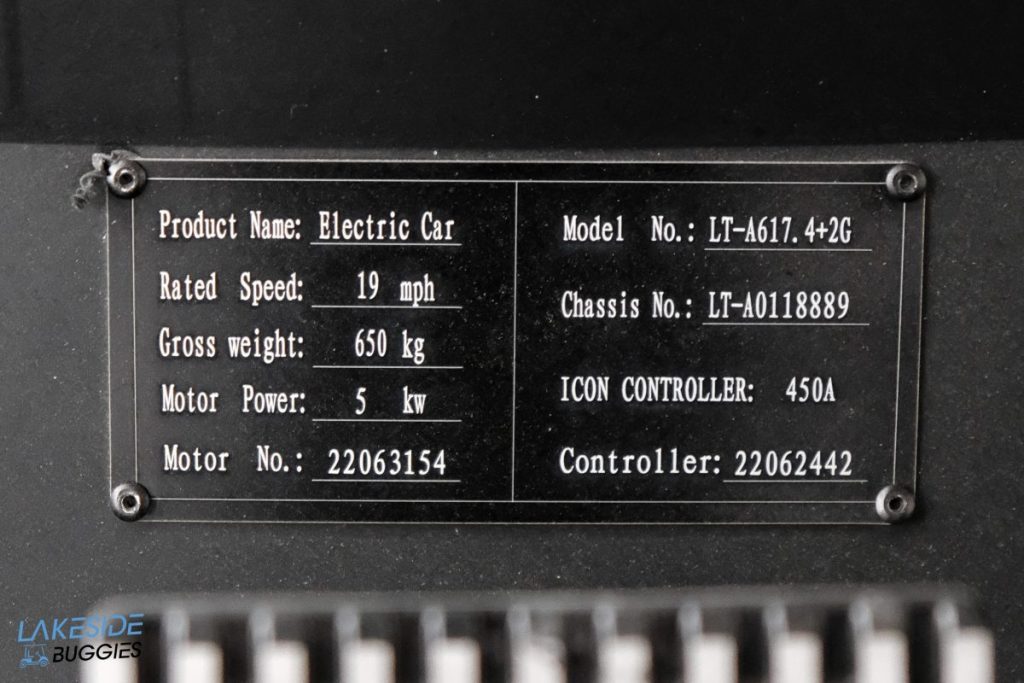 Product Name: Electric Car
Rated Speed: 19 mph
Gross weight: 650 kg
Motor Power: 5 kw
Motor No.: 22063154
Model No.: LT-A617.4+2G
Chassis No.: LT-A0118889
ICON CONTROLLER: 450A
Controller: 22062442
LAKESIDE
BUGGIES